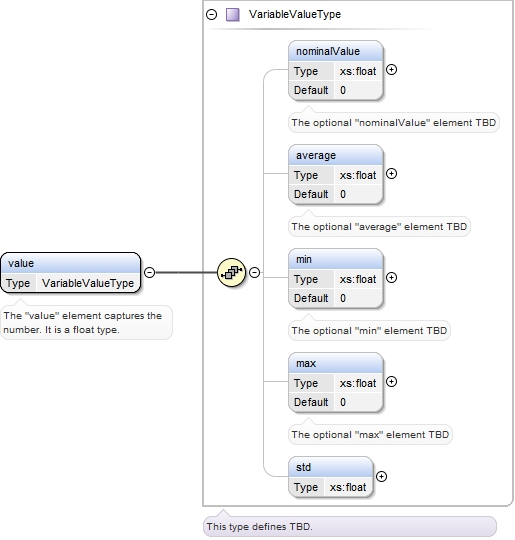 VariableValueType
nominalValue
Type xs:float
Default 0
The optional "nominalValue" element TBD
average
Type xs:float
Default 0
The optional "average" element TBD
value
Type VariableValueType
The "value" element captures the
number. It is a float type.
min
Type xs:float
Default 0
The optional "min" element TBD
max
Type xs:float
Default 0
The optional "max" element TBD
std
Type xs:float
This type defines TBD.